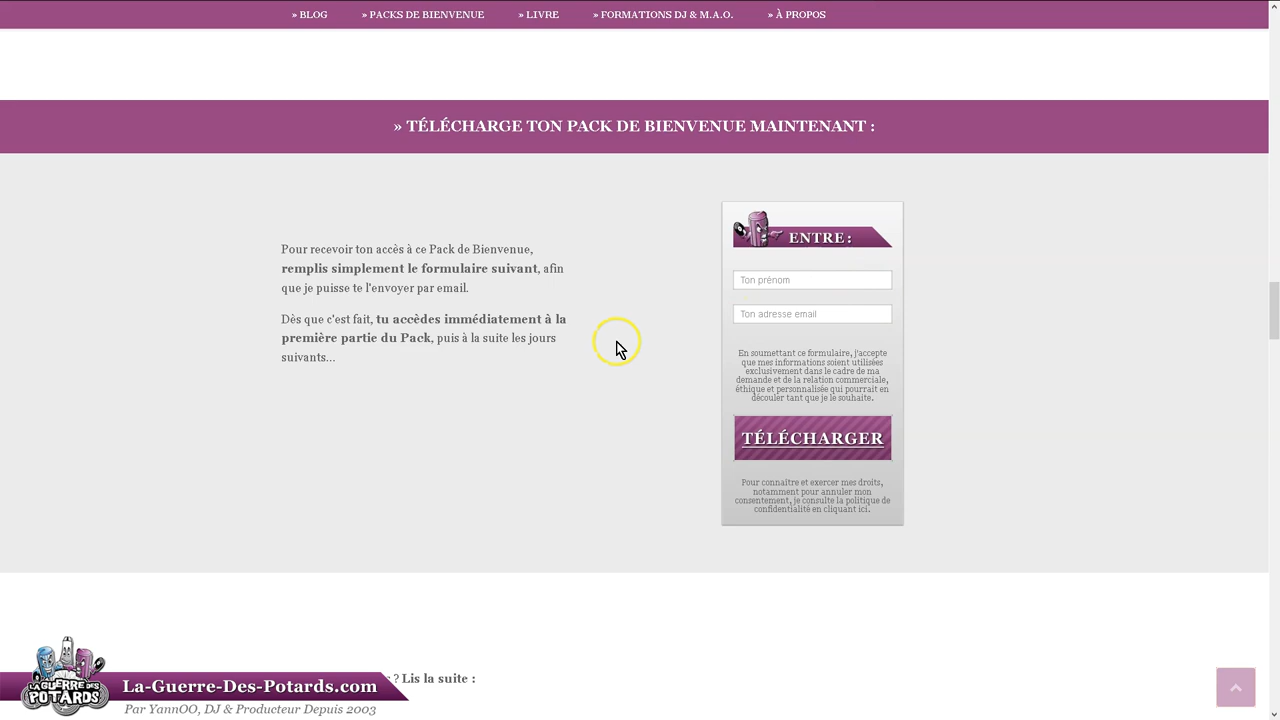 » BLOG » PACKS DE BIENVENUE » LIVRE » FORMATIONS DJ & M.A.O. » À PROPOS
» TÉLÉCHARGE TON PACK DE BIENVENUE MAINTENANT :
Pour recevoir ton accès à ce Pack de Bienvenue,
remplis simplement le formulaire suivant, afin
que je puisse te l'envoyer par email.
Dès que c'est fait, tu accèdes immédiatement à la
première partie du Pack, puis à la suite les jours
suivants...
ENTRE :
Ton prénom
Ton adresse email
En soumettant ce formulaire, j'accepte
que mes informations soient utilisées
exclusivement dans le cadre de ma
demande et de la relation commerciale,
éthique et personnalisée qui pourrait en
découler tant que je le souhaite.
TÉLÉCHARGER
Pour connaître et exercer mes droits,
notamment pour annuler mon
consentement, je consulte la politique de
confidentialité en cliquant ici.
? Lis la suite :
LA GUERRE DES
POTARDS
La-Guerre-Des-Potards.com
Par YannOO, DJ & Producteur Depuis 2003